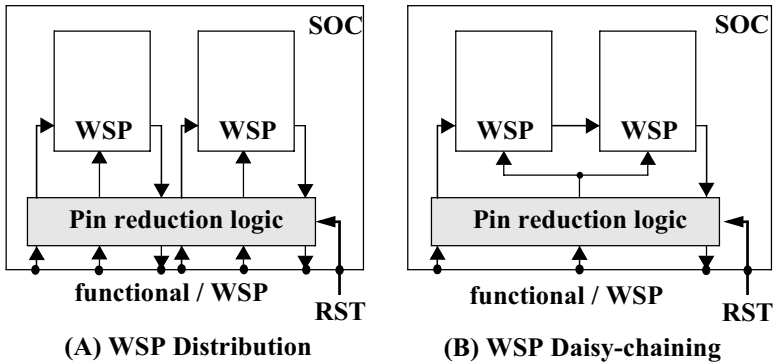 SOC
WSP
WSP
Pin reduction logic
functional / WSP
RST
(A) WSP Distribution
SOC
WSP
WSP
Pin reduction logic
functional / WSP
RST
(B) WSP Daisy-chaining